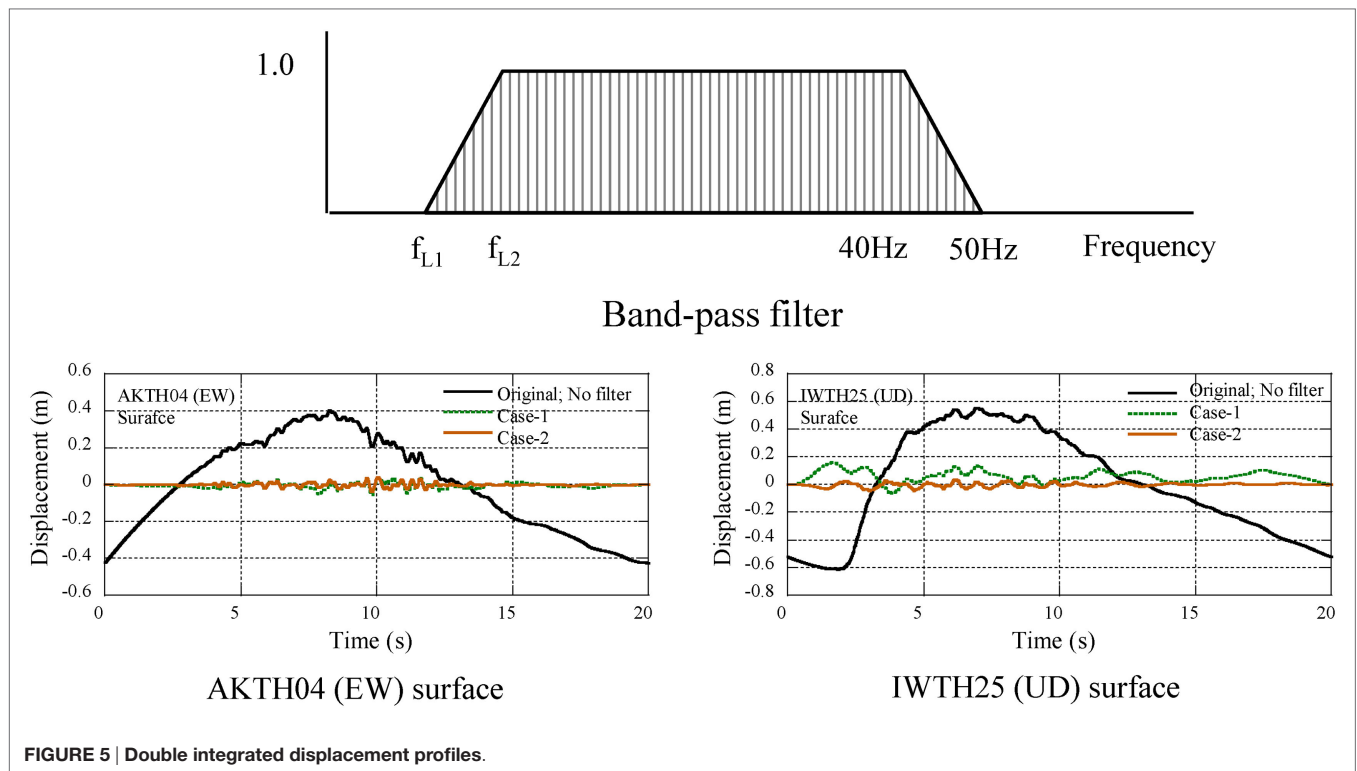 1.0
f_L1 f_L2 40Hz 50Hz Frequency
Band-pass filter
0.6
0.4
0.2
0
-0.2
-0.4
-0.6
Displacement (m)
AKTH04 (EW)
Surafce
Original; No filter
Case-1
Case-2
0 5 10 15 20
Time (s)
AKTH04 (EW) surface
0.8
0.6
0.4
0.2
0
-0.2
-0.4
-0.6
-0.8
Displacement (m)
IWTH25 (UD)
Surafce
Original; No filter
Case-1
Case-2
0 5 10 15 20
Time (s)
IWTH25 (UD) surface
FIGURE 5 | Double integrated displacement profiles.